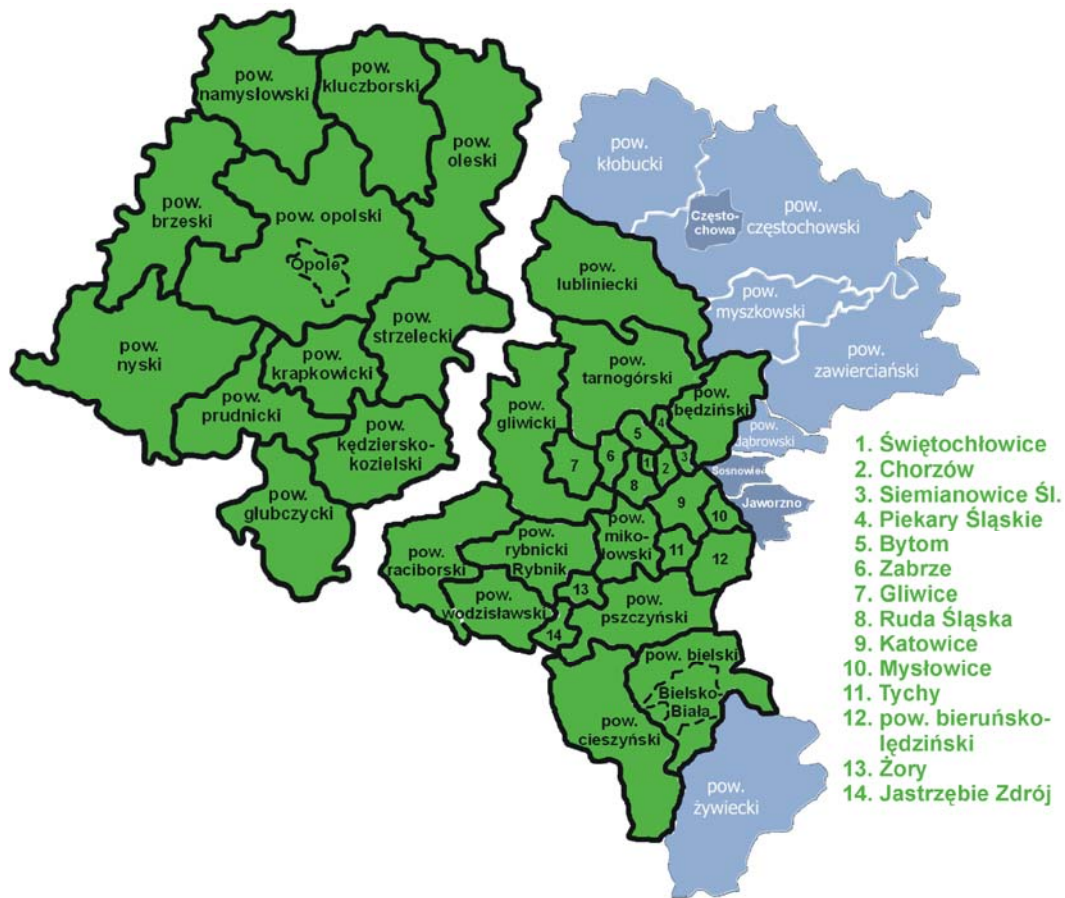 pow.
namysłowski
pow.
kluczborski
pow.
oleski
pow.
brzeski
pow. opolski
Opole
pow.
nyski
pow.
strzelecki
pow.
krapkowicki
pow.
prudnicki
pow.
kędziersko-
kozielski
pow.
głubczycki
pow.
kłobucki
Często-
chowa
pow.
częstochowski
pow.
lubliniecki
pow.
myszkowski
pow.
zawierciański
pow.
tarnogórski
pow.
gliwicki
pow.
będziński
pow.
dąbrowski
Sosnowiec
Jaworzno
5
4
7
6
1
2
3
8
9
10
11
12
pow.
miko-
łowski
pow.
rybnicki
Rybnik
pow.
raciborski
pow.
wodzisławski
13
14
pow.
pszczyński
pow. bielski
Bielsko-
Biała
pow.
cieszyński
pow.
żywiecki
1. Świętochłowice
2. Chorzów
3. Siemianowice Śl.
4. Piekary Śląskie
5. Bytom
6. Zabrze
7. Gliwice
8. Ruda Śląska
9. Katowice
10. Mysłowice
11. Tychy
12. pow. bieruńsko-
lędziński
13. Żory
14. Jastrzębie Zdrój